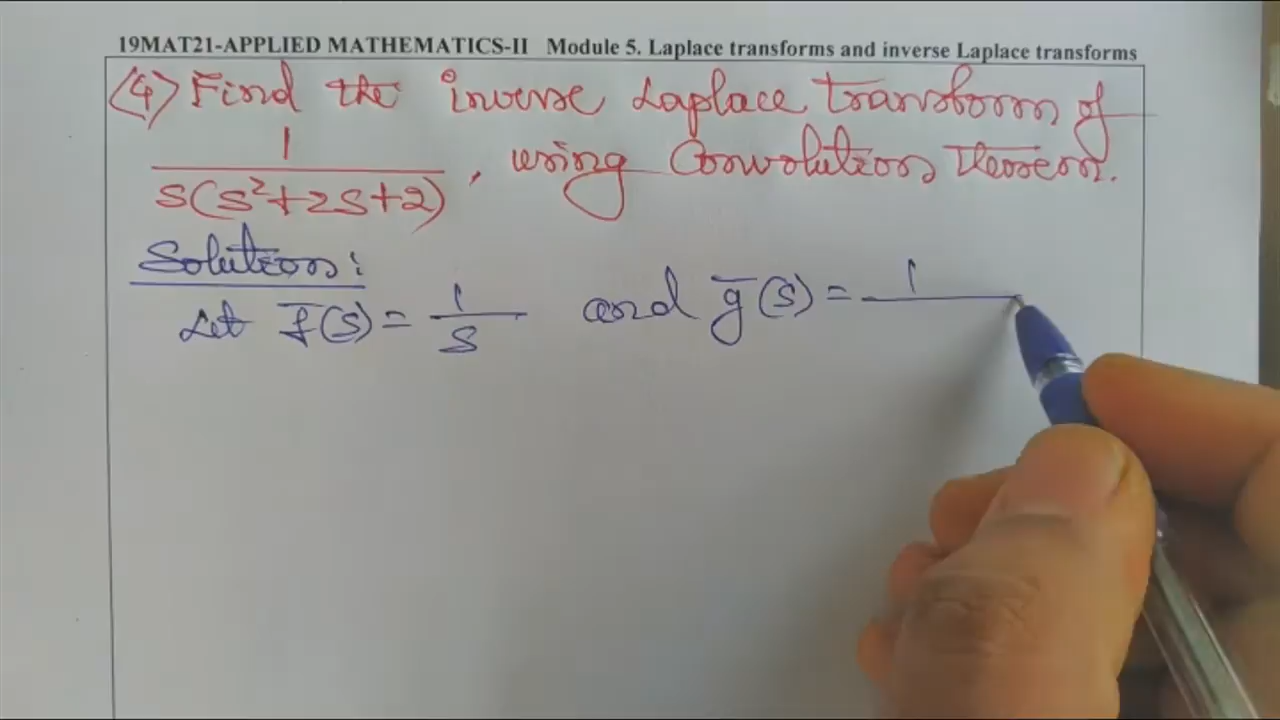 19MAT21-APPLIED MATHEMATICS-II Module 5. Laplace transforms and inverse Laplace transforms
(4) Find the inverse Laplace transform of
1/(s(s²+2s+2)), using Convolution theorem.
Solution:
Let f̄(s) = 1/s and ḡ(s) = 1/